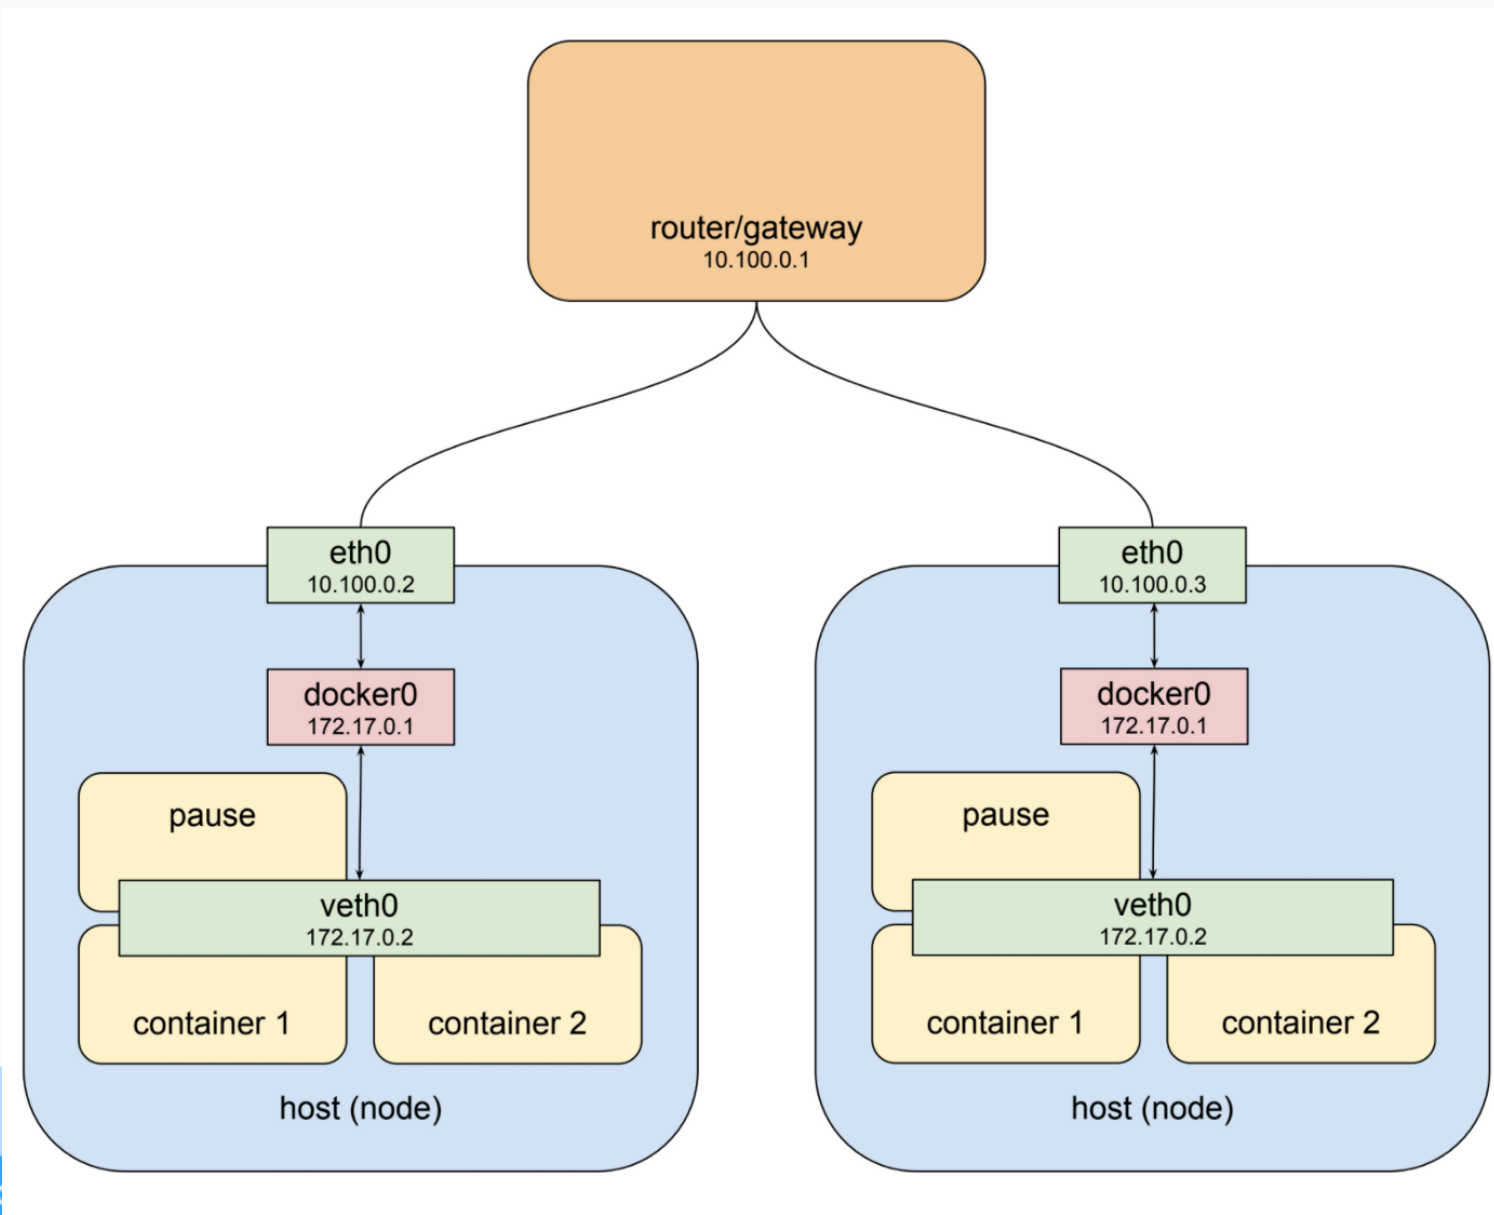 router/gateway
10.100.0.1
eth0
10.100.0.2
docker0
172.17.0.1
pause
veth0
172.17.0.2
container 1
container 2
host (node)
eth0
10.100.0.3
docker0
172.17.0.1
pause
veth0
172.17.0.2
container 1
container 2
host (node)